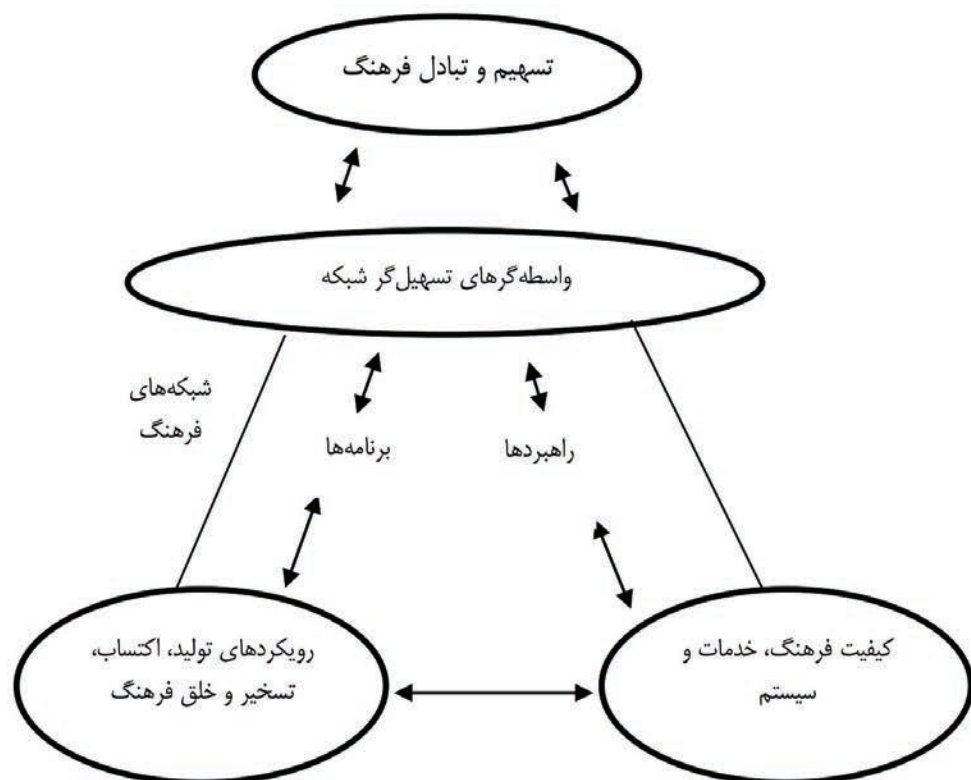 تسهیم و تبادل فرهنگ
واسطه‌گرهای تسهیل‌گر شبکه
شبکه‌های
فرهنگ
برنامه‌ها
راهبردها
رویکردهای تولید، اکتساب،
تسخیر و خلق فرهنگ
کیفیت فرهنگ، خدمات و
سیستم